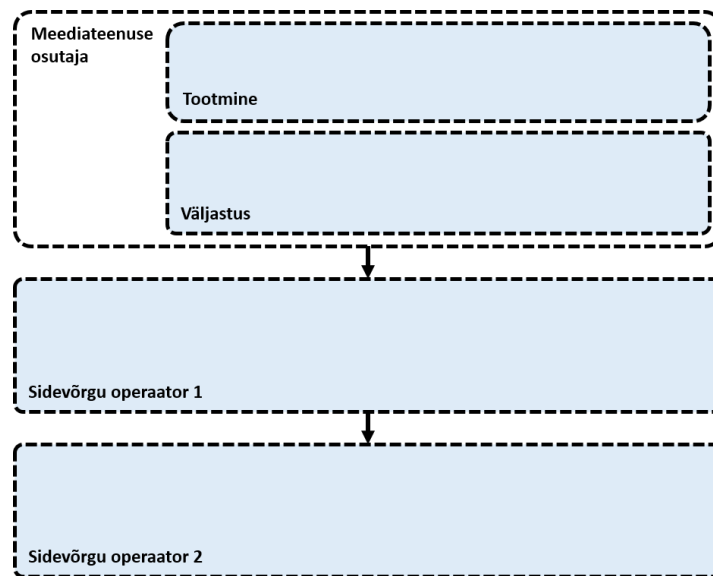 Meediateenuse
osutaja
Tootmine
Väljastus
Sidevõrgu operaator 1
Sidevõrgu operaator 2